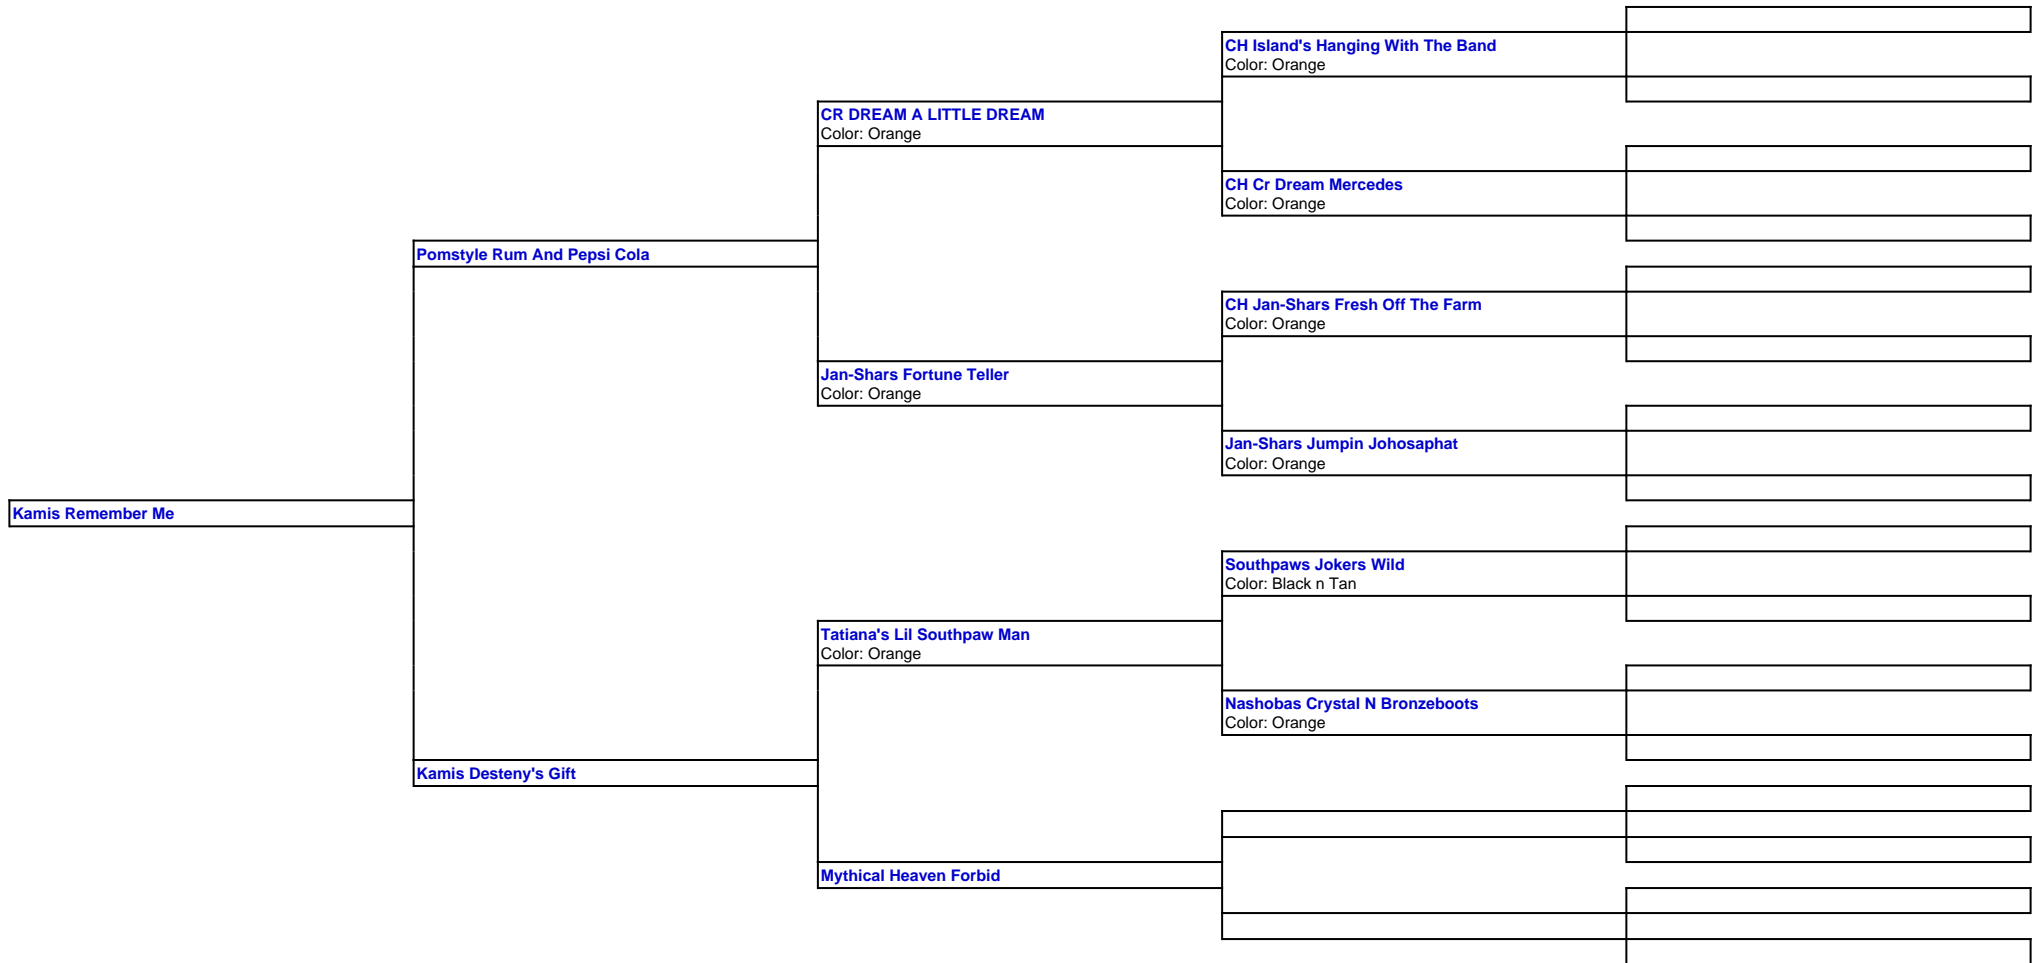 CH Island's Hanging With The Band
Color: Orange
CR DREAM A LITTLE DREAM
Color: Orange
CH Cr Dream Mercedes
Color: Orange
Pomstyle Rum And Pepsi Cola
CH Jan-Shars Fresh Off The Farm
Color: Orange
Jan-Shars Fortune Teller
Color: Orange
Jan-Shars Jumpin Johosaphat
Color: Orange
Kamis Remember Me
Southpaws Jokers Wild
Color: Black n Tan
Tatiana's Lil Southpaw Man
Color: Orange
Nashobas Crystal N Bronzeboots
Color: Orange
Kamis Desteny's Gift
Mythical Heaven Forbid